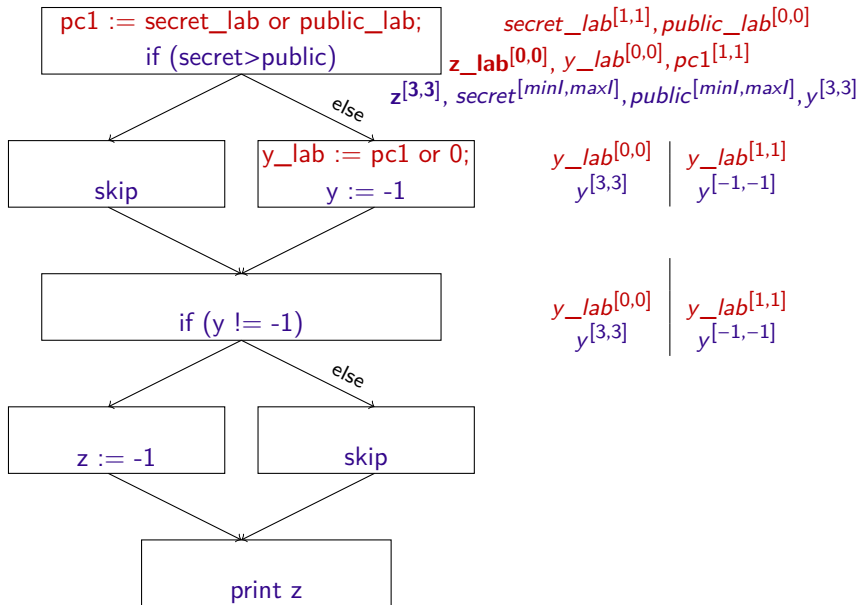 pc1 := secret_lab or public_lab;
if (secret>public)
secret_lab[1,1], public_lab[0,0]
z_lab[0,0], y_lab[0,0], pc1[1,1]
z[3,3], secret[minI,maxI], public[minI,maxI], y[3,3]
else
skip
y_lab := pc1 or 0;
y := -1
y_lab[0,0] y_lab[1,1]
y[3,3] y[−1,−1]
if (y != -1)
y_lab[0,0] y_lab[1,1]
y[3,3] y[−1,−1]
else
z := -1
skip
print z